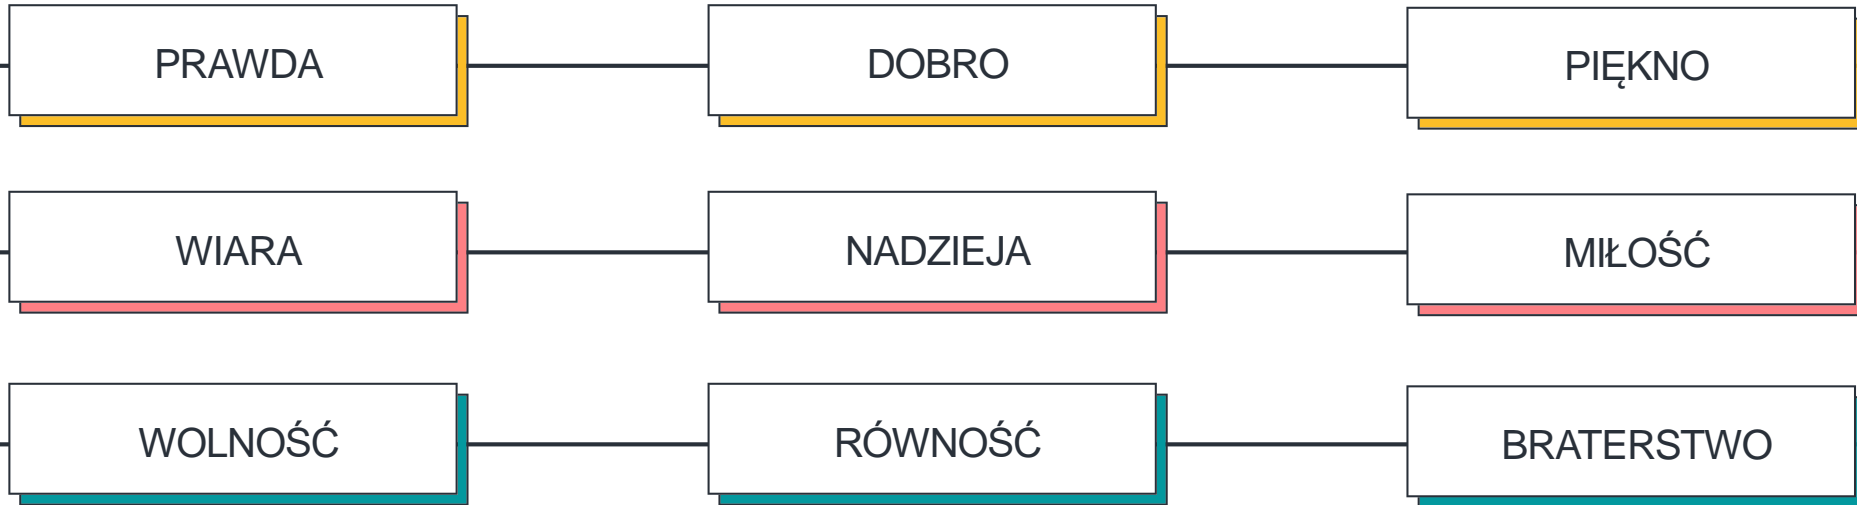 PRAWDA DOBRO PIĘKNO
WIARA NADZIEJA MIŁOŚĆ
WOLNOŚĆ RÓWNOŚĆ BRATERSTWO